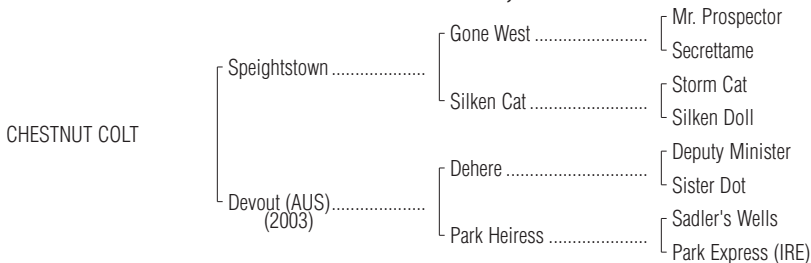 Mr. Prospector
Gone West ........................
Secrettame
Speightstown ....................
Storm Cat
Silken Cat .........................
Silken Doll
CHESTNUT COLT
Deputy Minister
Dehere ..............................
Sister Dot
Devout (AUS) ....................
(2003)
Sadler's Wells
Park Heiress .....................
Park Express (IRE)